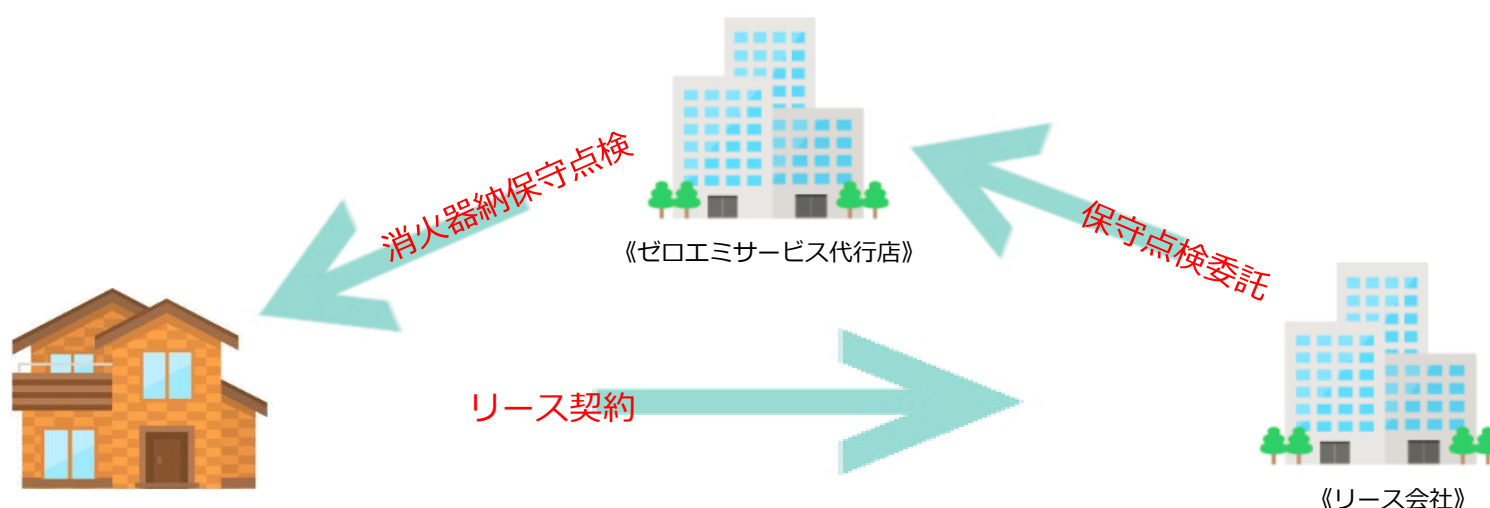 消火器納保守点検
《ゼロエミサービス代行店》
保守点検委託
リース契約
《リース会社》